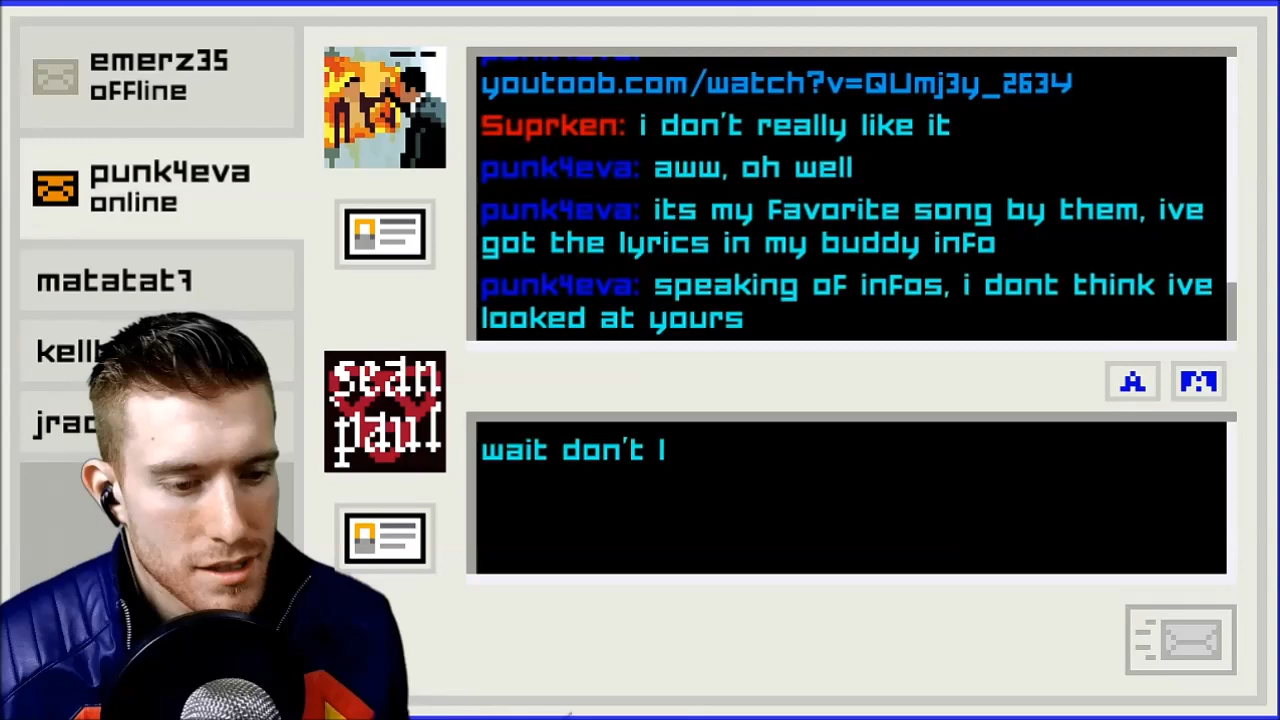 emerz35
offline
punk4eva
online
matatat7
kellb
jrac
youtoob.com/watch?v=QUmj3y_2634
Suprken: i don't really like it
punk4eva: aww, oh well
punk4eva: its my favorite song by them, ive
got the lyrics in my buddy info
punk4eva: speaking of infos, i dont think ive
looked at yours
sean
paul
A
wait don't l